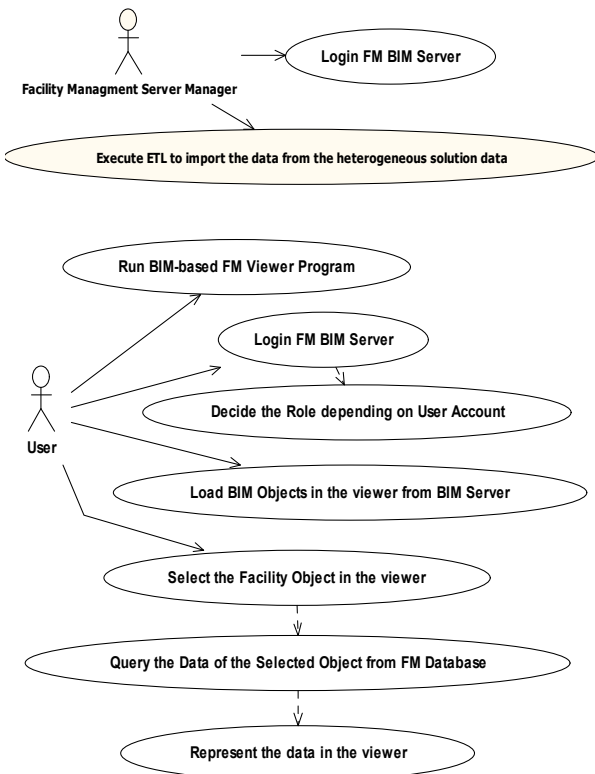 Login FM BIM Server
Facility Managment Server Manager
Execute ETL to import the data from the heterogeneous solution data
Run BIM-based FM Viewer Program
Login FM BIM Server
Decide the Role depending on User Account
User
Load BIM Objects in the viewer from BIM Server
Select the Facility Object in the viewer
Query the Data of the Selected Object from FM Database
Represent the data in the viewer